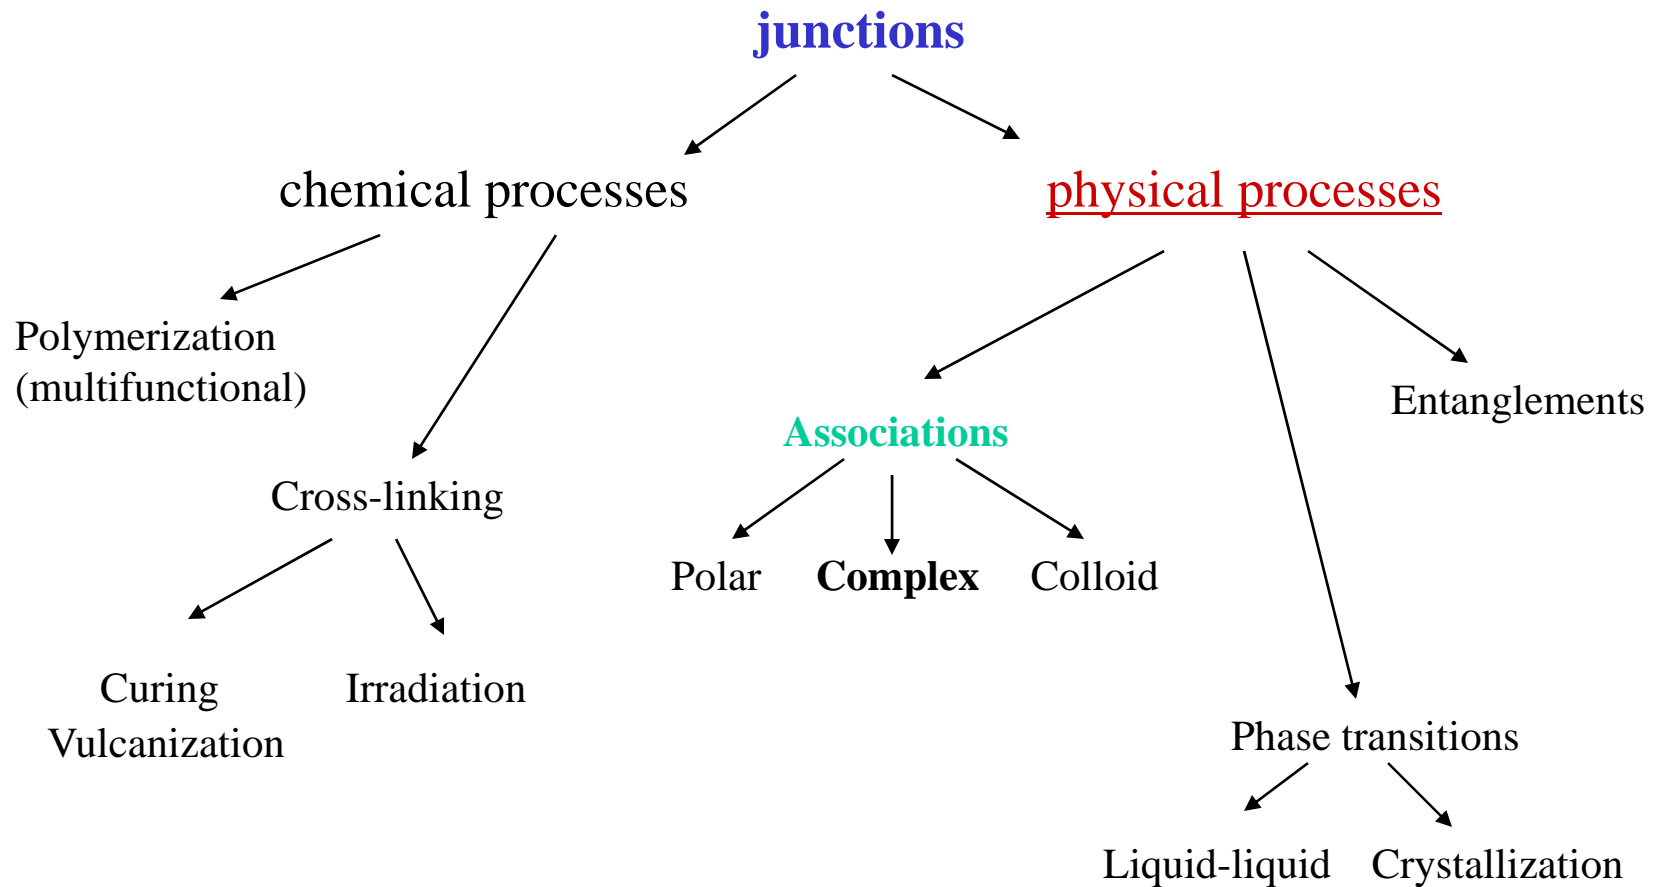 junctions
chemical processes
physical processes
Polymerization
(multifunctional)
Entanglements
Associations
Cross-linking
Polar
Complex
Colloid
Curing
Irradiation
Vulcanization
Phase transitions
Liquid-liquid
Crystallization